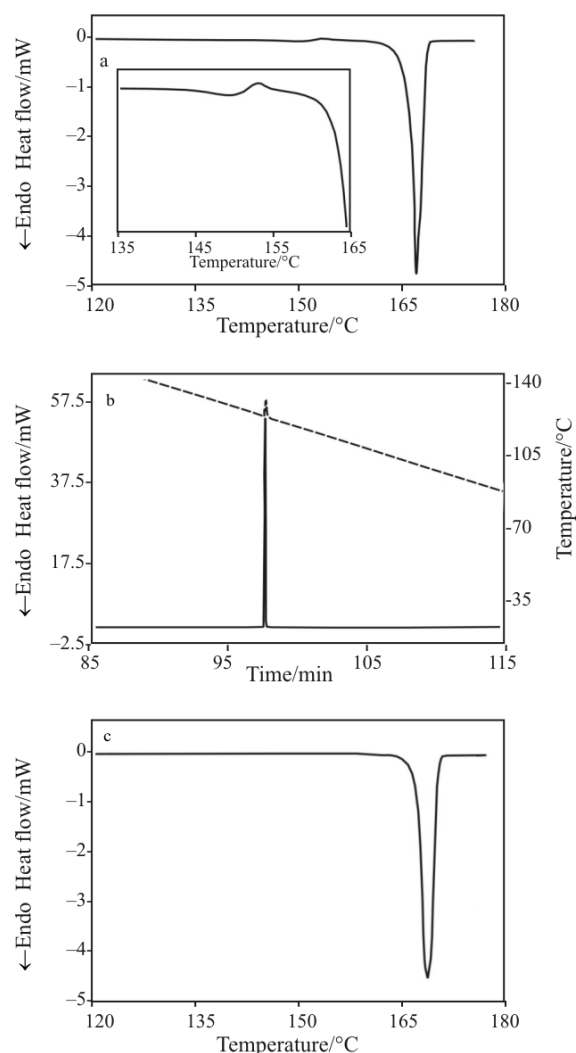 ←Endo Heat flow/mW
0
−1
−2
−3
−4
−5
a
135 145 155 165
Temperature/°C
120 135 150 165 180
Temperature/°C
←Endo Heat flow/mW
57.5
37.5
17.5
−2.5
b
-140
-105
-70
-35
Temperature/°C
85 95 105 115
Time/min
←Endo Heat flow/mW
0
−1
−2
−3
−4
−5
c
120 135 150 165 180
Temperature/°C